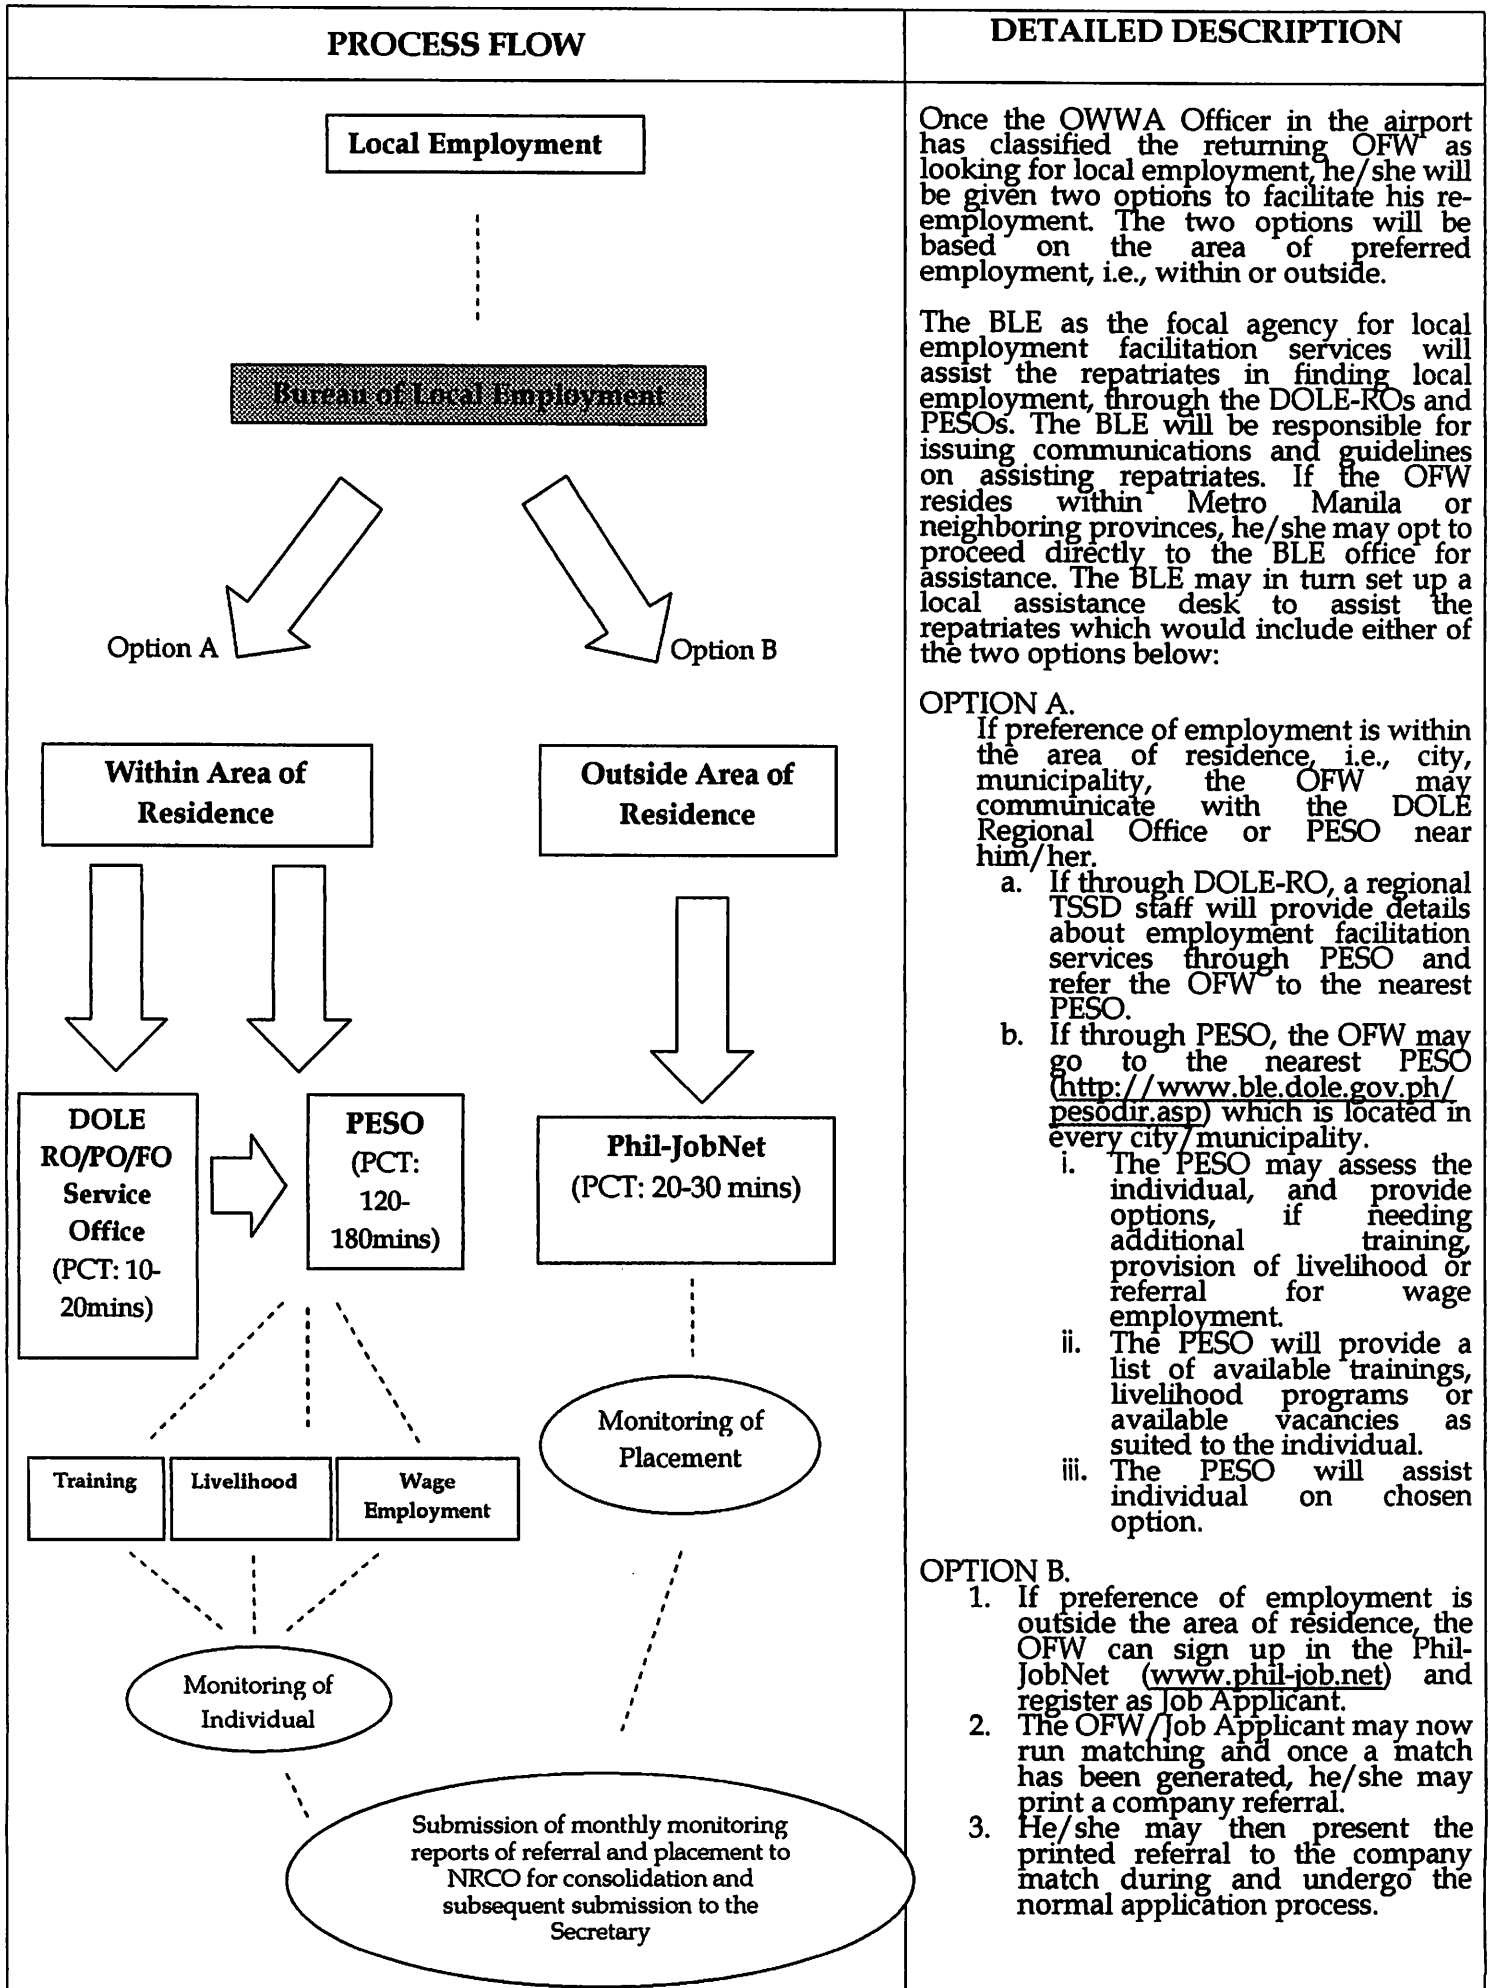 PROCESS FLOW
Local Employment
Bureau of Local Employment
Option A
Option B
Within Area of
Residence
Outside Area of
Residence
DOLE
RO/PO/FO
Service
Office
(PCT: 10-
20mins)
PESO
(PCT:
120-
180mins)
Phil-JobNet
(PCT: 20-30 mins)
Training
Livelihood
Wage
Employment
Monitoring of
Placement
Monitoring of
Individual
Submission of monthly monitoring
reports of referral and placement to
NRCO for consolidation and
subsequent submission to the
Secretary
DETAILED DESCRIPTION
Once the OWWA Officer in the airport
has classified the returning OFW as
looking for local employment, he/she will
be given two options to facilitate his re-
employment. The two options will be
based on the area of preferred
employment, i.e., within or outside.
The BLE as the focal agency for local
employment facilitation services will
assist the repatriates in finding local
employment, through the DOLE-ROs and
PESOs. The BLE will be responsible for
issuing communications and guidelines
on assisting repatriates. If the OFW
resides within Metro Manila or
neighboring provinces, he/she may opt to
proceed directly to the BLE office for
assistance. The BLE may in turn set up a
local assistance desk to assist the
repatriates which would include either of
the two options below:
OPTION A.
If preference of employment is within
the area of residence, i.e., city,
municipality, the OFW may
communicate with the DOLE
Regional Office or PESO near
him/her.
a. If through DOLE-RO, a regional
TSSD staff will provide details
about employment facilitation
services through PESO and
refer the OFW to the nearest
PESO.
b. If through PESO, the OFW may
go to the nearest PESO
(http://www.ble.dole.gov.ph/
pesodir.asp) which is located in
every city/municipality.
i. The PESO may assess the
individual, and provide
options, if needing
additional training,
provision of livelihood or
referral for wage
employment.
ii. The PESO will provide a
list of available trainings,
livelihood programs or
available vacancies as
suited to the individual.
iii. The PESO will assist
individual on chosen
option.
OPTION B.
1. If preference of employment is
outside the area of residence, the
OFW can sign up in the Phil-
JobNet (www.phil-job.net) and
register as Job Applicant.
2. The OFW/Job Applicant may now
run matching and once a match
has been generated, he/she may
print a company referral.
3. He/she may then present the
printed referral to the company
match during and undergo the
normal application process.